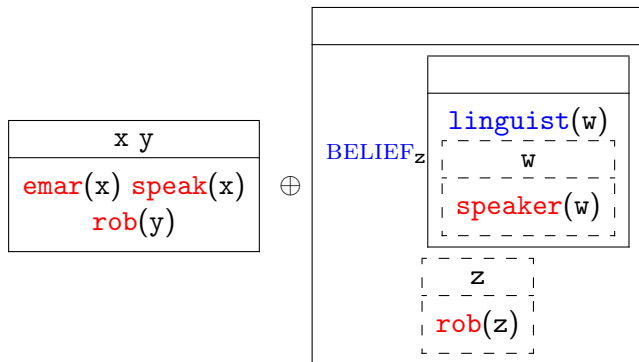 x y
emar(x) speak(x)
rob(y)
⊕
BELIEFz
linguist(w)
w
speaker(w)
z
rob(z)